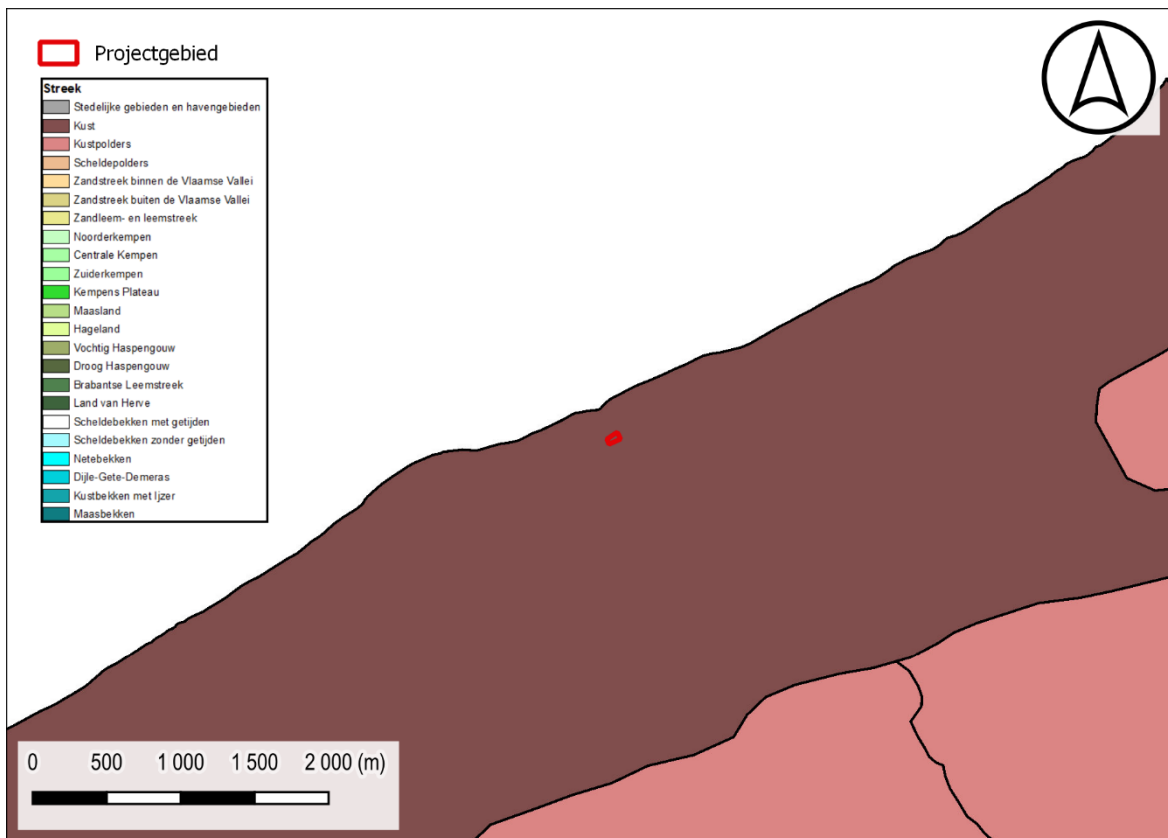 Projectgebied
Streek
Stedelijke gebieden en havengebieden
Kust
Kustpolders
Scheldepolders
Zandstreek binnen de Vlaamse Vallei
Zandstreek buiten de Vlaamse Vallei
Zandleem- en leemstreek
Noorderkempen
Centrale Kempen
Zuiderkempen
Kempens Plateau
Maasland
Hageland
Vochtig Haspengouw
Droog Haspengouw
Brabantse Leemstreek
Land van Herve
Scheldebekken met getijden
Scheldebekken zonder getijden
Netebekken
Dijle-Gete-Demeras
Kustbekken met Ijzer
Maasbekken
0 500 1 000 1 500 2 000 (m)